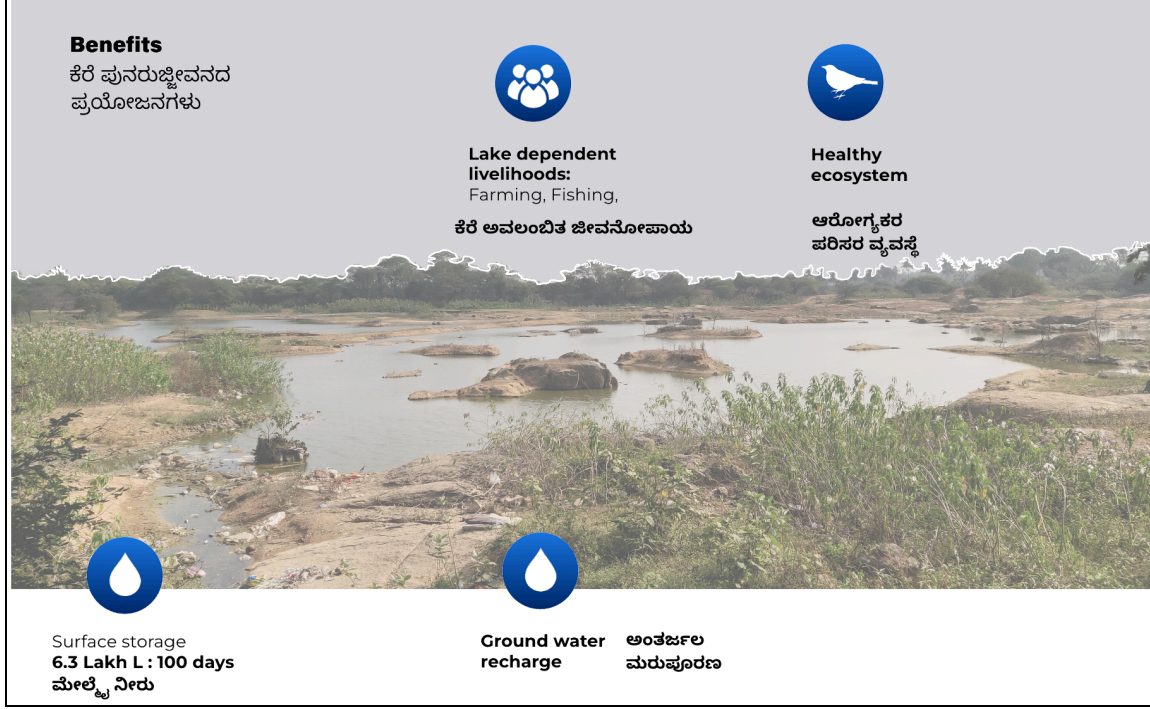 Benefits
ಕೆರೆ ಪುನರುಜ್ಜೀವನದ
ಪ್ರಯೋಜನಗಳು
Lake dependent
livelihoods:
Farming, Fishing,
ಕೆರೆ ಅವಲಂಬಿತ ಜೀವನೋಪಾಯ
Healthy
ecosystem
ಆರೋಗ್ಯಕರ
ಪರಿಸರ ವ್ಯವಸ್ಥೆ
Surface storage
6.3 Lakh L : 100 days
ಮೇಲ್ಮೈ ನೀರು
Ground water
recharge
ಅಂತರ್ಜಲ
ಮರುಪೂರಣ